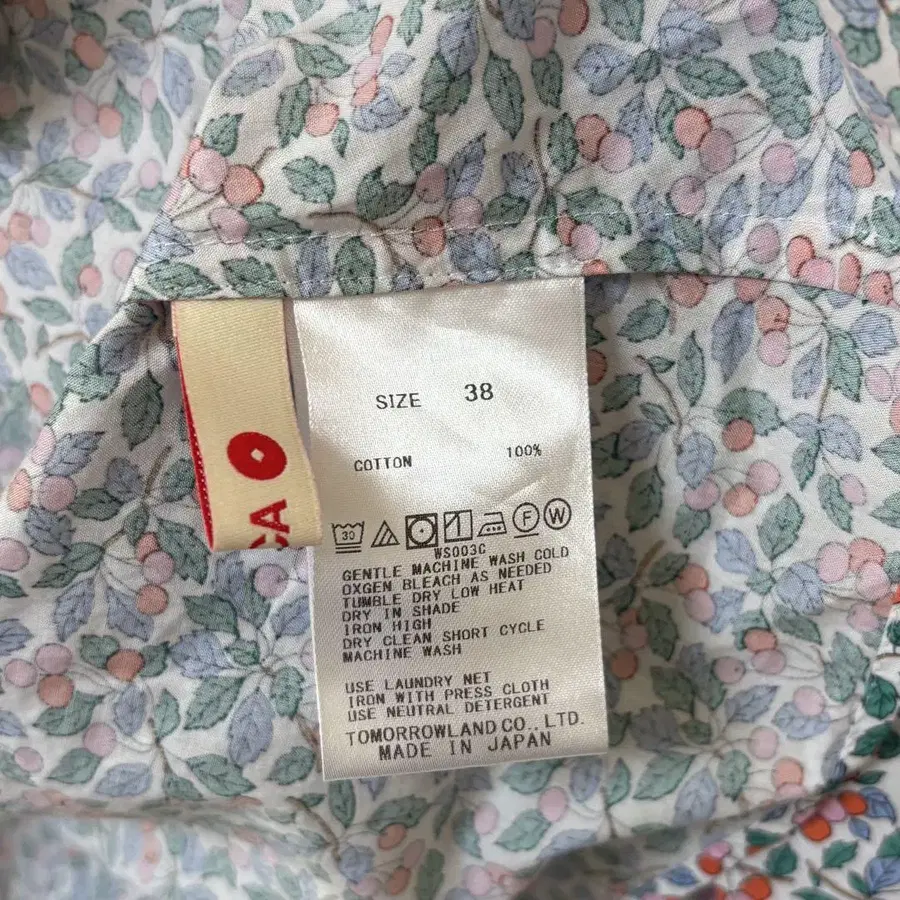 CA
SIZE 38
COTTON 100%
30 F W
WS003C
GENTLE MACHINE WASH COLD
OXGEN BLEACH AS NEEDED
TUMBLE DRY LOW HEAT
DRY IN SHADE
IRON HIGH
DRY CLEAN SHORT CYCLE
MACHINE WASH
USE LAUNDRY NET
IRON WITH PRESS CLOTH
USE NEUTRAL DETERGENT
TOMORROWLAND CO., LTD.
MADE IN JAPAN